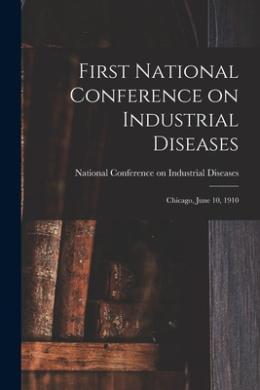 First National
Conference on
Industrial
Diseases
National Conference on Industrial Diseases
Chicago, June 10, 1910